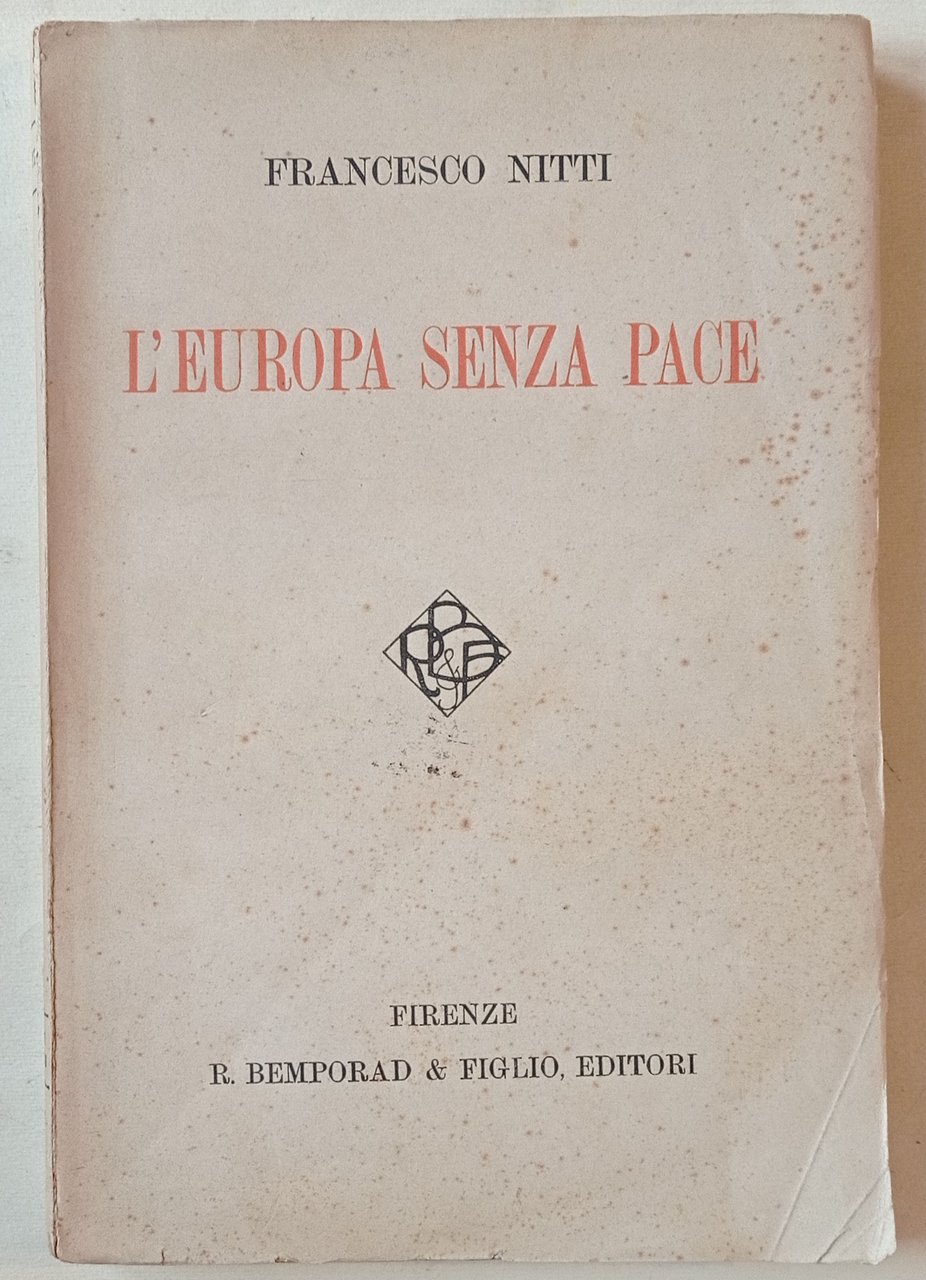 FRANCESCO NITTI
L'EUROPA SENZA PACE
RB&F
FIRENZE
R. BEMPORAD & FIGLIO, EDITORI